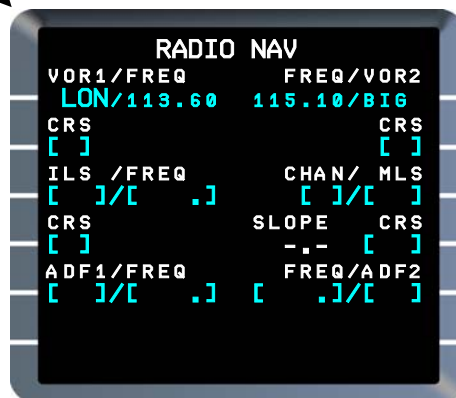 RADIO NAV
VOR1/FREQ FREQ/VOR2
LON/113.60 115.10/BIG
CRS CRS
[ ] [ ]
ILS /FREQ CHAN/ MLS
[ ]/[ .] [ ]/[ ]
CRS SLOPE CRS
[ ] -.- [ ]
ADF1/FREQ FREQ/ADF2
[ ]/[ .] [ .]/[ ]